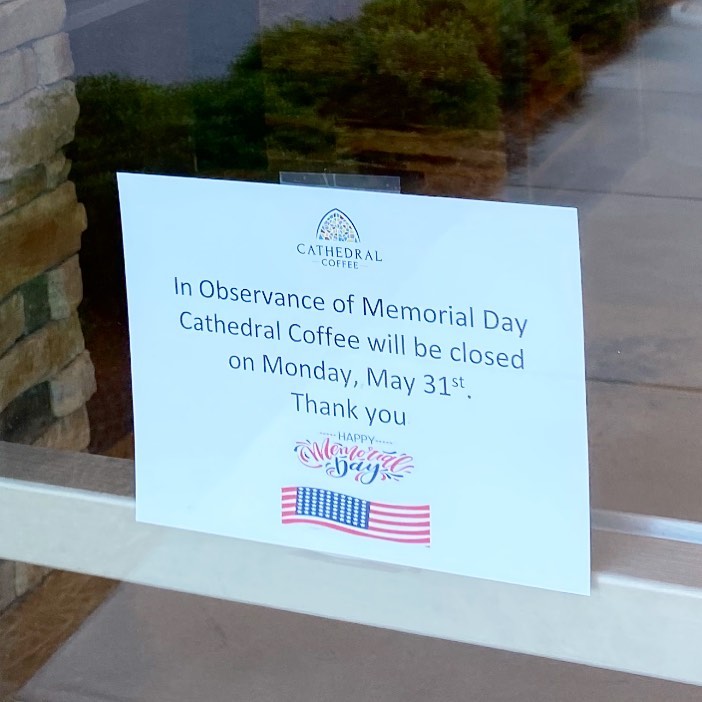 CATHEDRAL
COFFEE
In Observance of Memorial Day
Cathedral Coffee will be closed
on Monday, May 31st.
Thank you
HAPPY
Memorial
Day